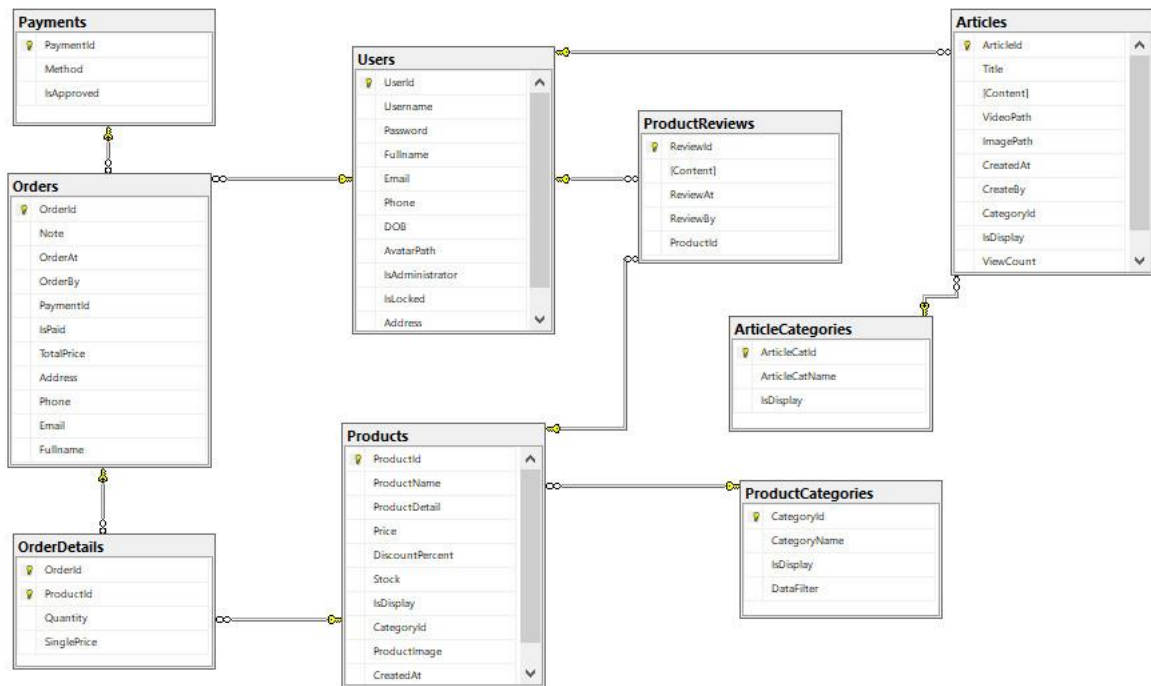 Payments
PaymentId
Method
IsApproved
Users
UserId
Username
Password
Fullname
Email
Phone
DOB
AvatarPath
IsAdministrator
IsLocked
Address
Articles
ArticleId
Title
[Content]
VideoPath
ImagePath
CreatedAt
CreateBy
CategoryId
IsDisplay
ViewCount
ProductReviews
ReviewId
[Content]
ReviewAt
ReviewBy
ProductId
Orders
OrderId
Note
OrderAt
OrderBy
PaymentId
IsPaid
TotalPrice
Address
Phone
Email
Fullname
ArticleCategories
ArticleCatId
ArticleCatName
IsDisplay
Products
ProductId
ProductName
ProductDetail
Price
DiscountPercent
Stock
IsDisplay
CategoryId
ProductImage
CreatedAt
ProductCategories
CategoryId
CategoryName
IsDisplay
DataFilter
OrderDetails
OrderId
ProductId
Quantity
SinglePrice